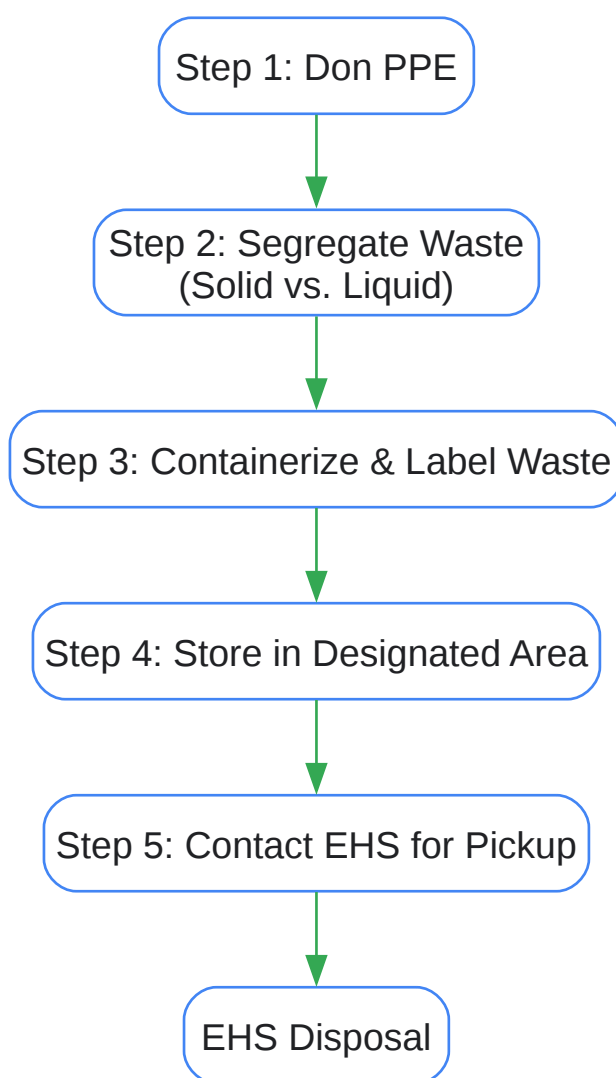 Step 1: Don PPE
Step 2: Segregate Waste
(Solid vs. Liquid)
Step 3: Containerize & Label Waste
Step 4: Store in Designated Area
Step 5: Contact EHS for Pickup
EHS Disposal